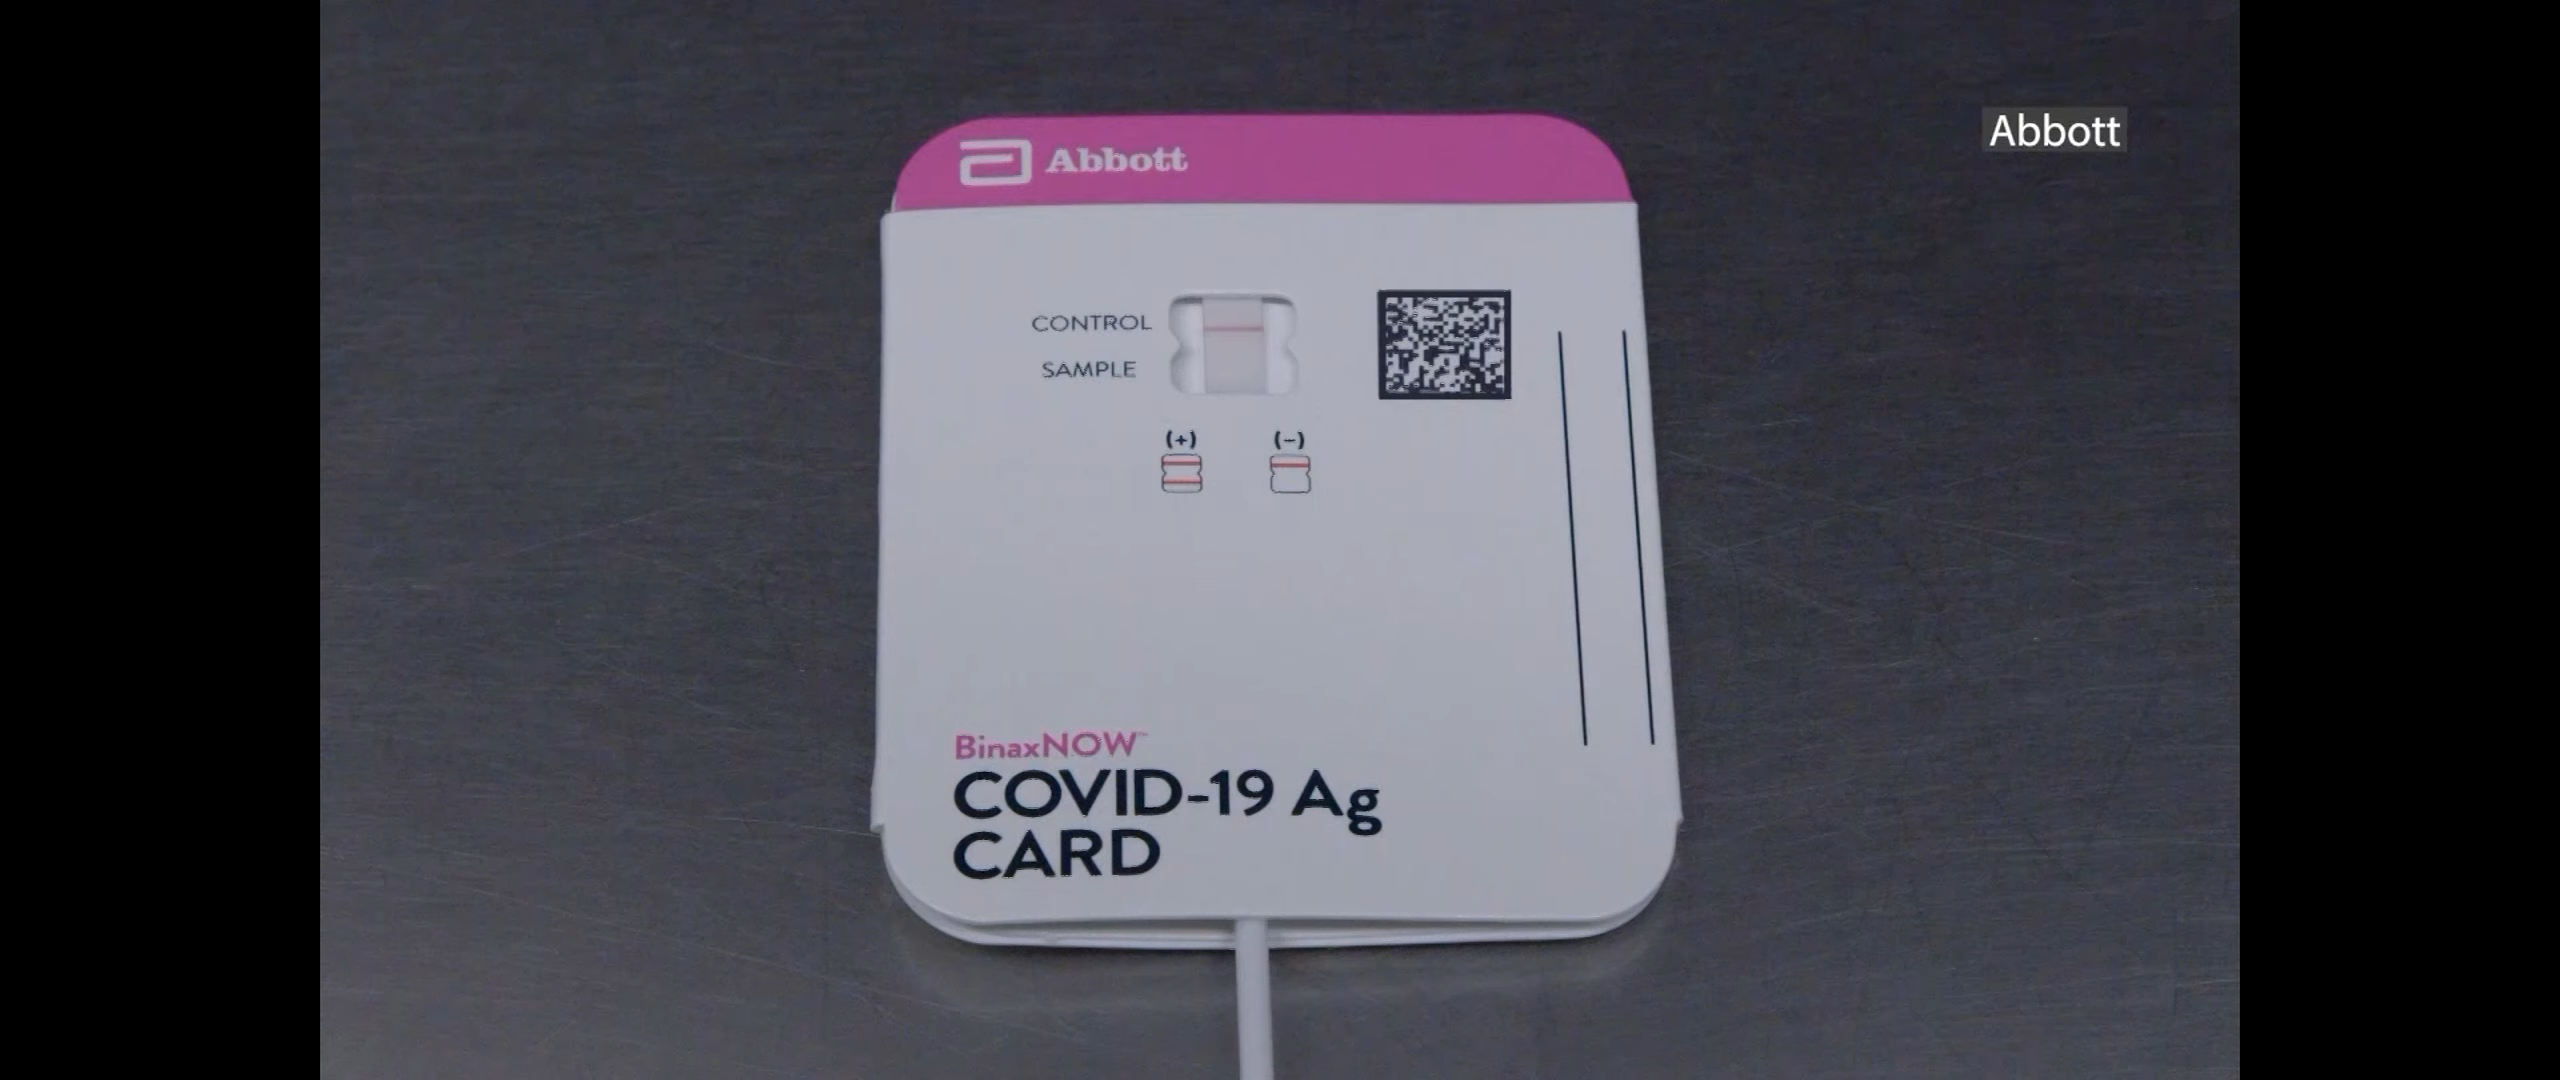 Abbott
Abbott
CONTROL
SAMPLE
(+) (-)
BinaxNOW™
COVID-19 Ag
CARD